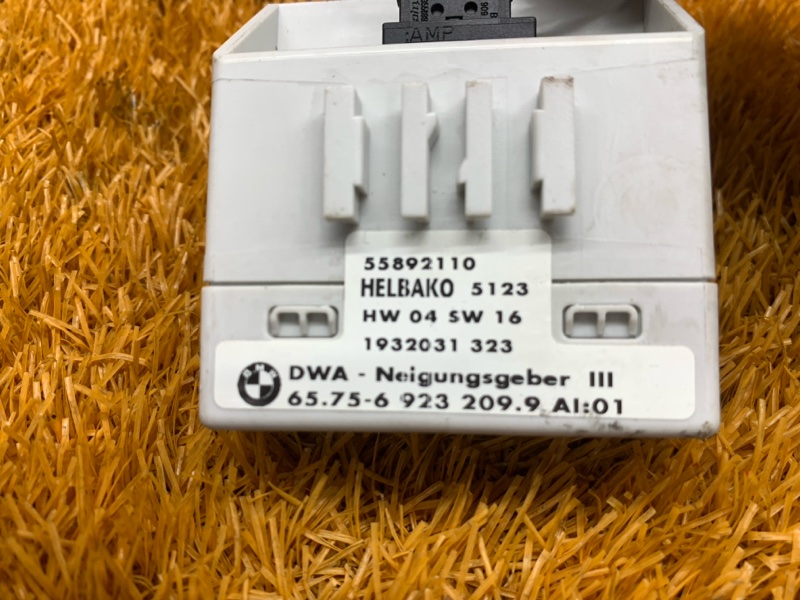 :AMP
55892110
HELBAKO 5123
HW 04 SW 16
1932031 323
BMW DWA - Neigungsgeber III
65.75-6 923 209.9 AI:01